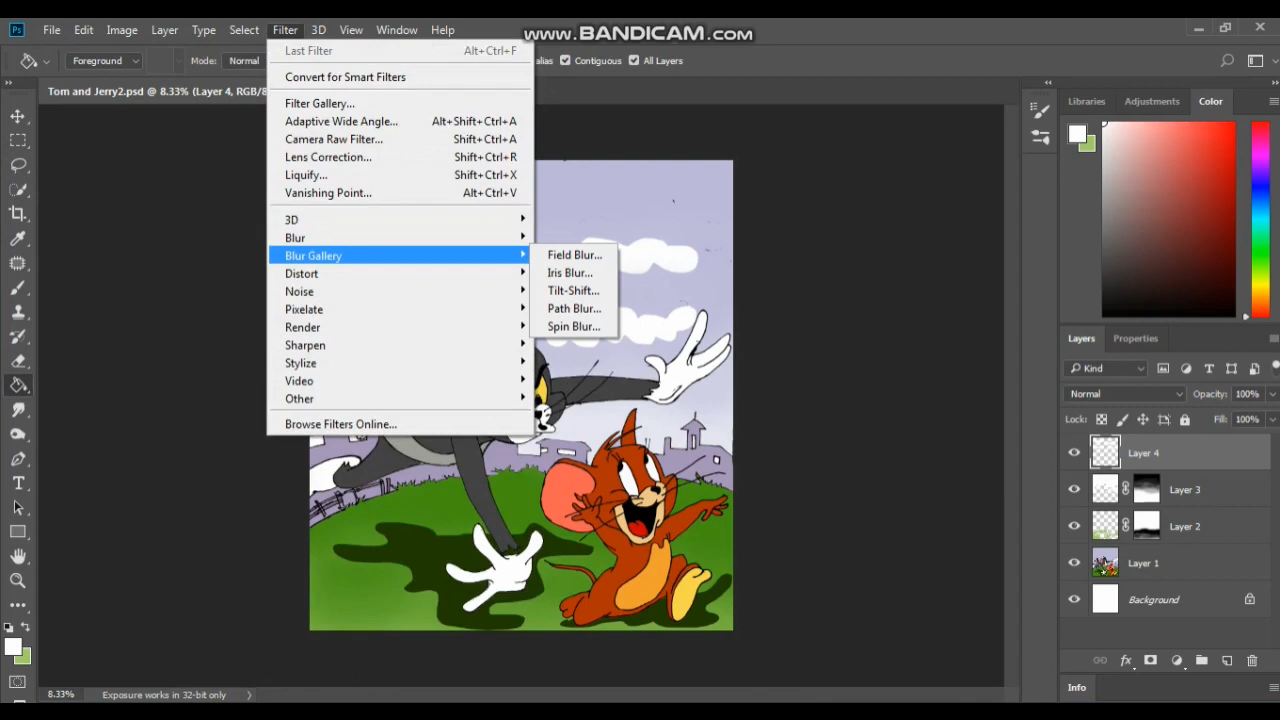 Ps File Edit Image Layer Type Select Filter 3D View Window Help
www.BANDICAM.com
Foreground Mode: Normal alias Contiguous All Layers
Tom and Jerry2.psd @ 8.33% (Layer 4, RGB/8
Last Filter Alt+Ctrl+F
Convert for Smart Filters
Filter Gallery...
Adaptive Wide Angle... Alt+Shift+Ctrl+A
Camera Raw Filter... Shift+Ctrl+A
Lens Correction... Shift+Ctrl+R
Liquify... Shift+Ctrl+X
Vanishing Point... Alt+Ctrl+V
3D
Blur
Blur Gallery
Distort
Noise
Pixelate
Render
Sharpen
Stylize
Video
Other
Browse Filters Online...
Field Blur...
Iris Blur...
Tilt-Shift...
Path Blur...
Spin Blur...
Libraries Adjustments Color
Layers Properties
Kind
Normal Opacity: 100%
Lock: Fill: 100%
Layer 4
Layer 3
Layer 2
Layer 1
Background
fx
Info
8.33% Exposure works in 32-bit only